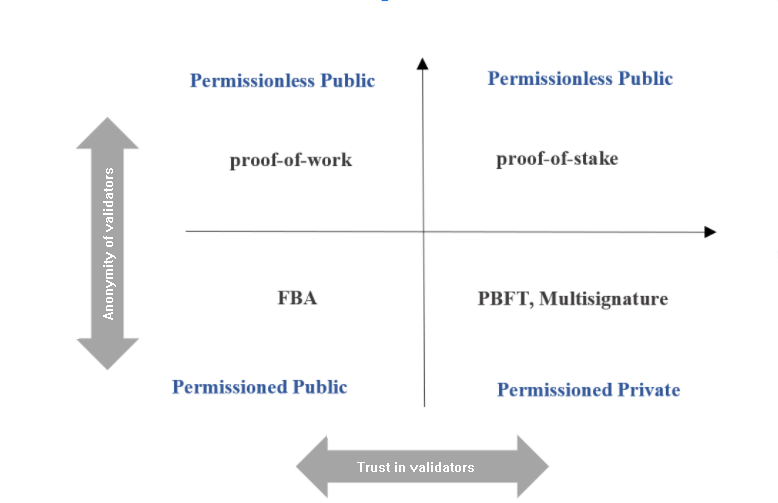 Permissionless Public
Permissionless Public
proof-of-work
proof-of-stake
Anonymity of validators
FBA
PBFT, Multisignature
Permissioned Public
Permissioned Private
Trust in validators